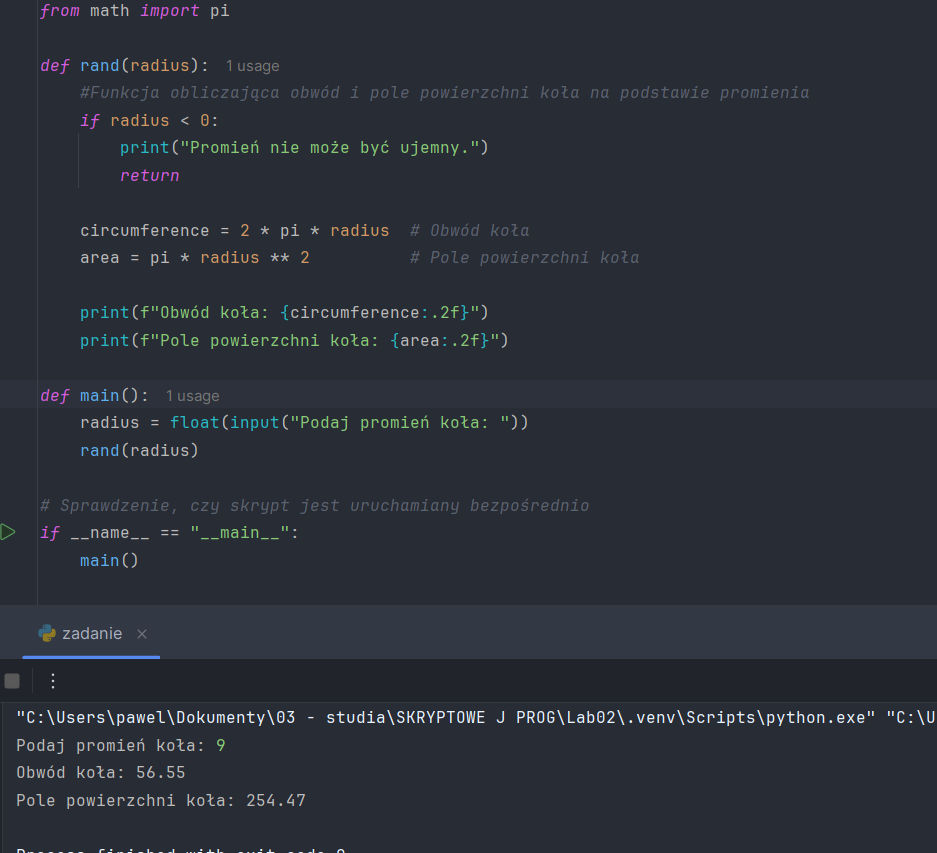 from math import pi
def rand(radius): 1 usage
#Funkcja obliczająca obwód i pole powierzchni koła na podstawie promienia
if radius < 0:
print("Promień nie może być ujemny.")
return
circumference = 2 * pi * radius # Obwód koła
area = pi * radius ** 2 # Pole powierzchni koła
print(f"Obwód koła: {circumference:.2f}")
print(f"Pole powierzchni koła: {area:.2f}")
def main(): 1 usage
radius = float(input("Podaj promień koła: "))
rand(radius)
# Sprawdzenie, czy skrypt jest uruchamiany bezpośrednio
if __name__ == "__main__":
main()
zadanie
"C:\Users\pawel\Dokumenty\03 - studia\SKRYPTOWE J PROG\Lab02\.venv\Scripts\python.exe" "C:\U
Podaj promień koła: 9
Obwód koła: 56.55
Pole powierzchni koła: 254.47
Process finished with exit code 0